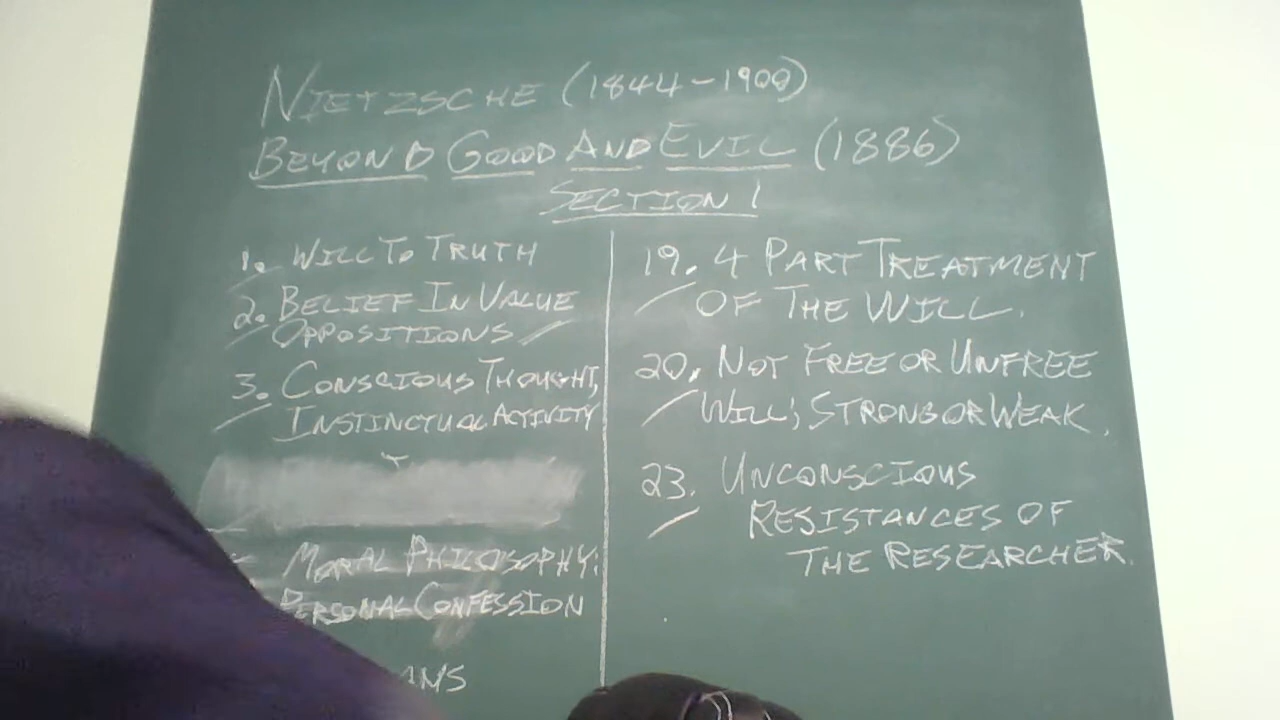 NIETZSCHE (1844-1900)
BEYOND GOOD AND EVIL (1886)
SECTION 1
1. WILL TO TRUTH
2. BELIEF IN VALUE
OPPOSITIONS
3. CONSCIOUS THOUGHT,
INSTINCTUAL ACTIVITY
MORAL PHILOSOPHY:
PERSONAL CONFESSION
19. 4 PART TREATMENT
OF THE WILL.
20. NOT FREE OR UNFREE
WILL; STRONG OR WEAK.
23. UNCONSCIOUS
RESISTANCES OF
THE RESEARCHER.